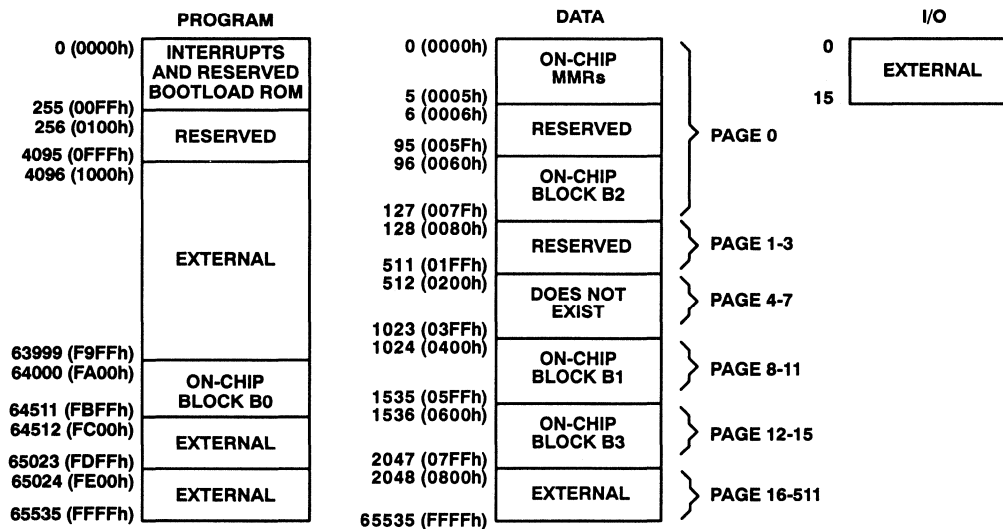 PROGRAM
0 (0000h)
INTERRUPTS
AND RESERVED
BOOTLOAD ROM
255 (00FFh)
256 (0100h)
RESERVED
4095 (0FFFh)
4096 (1000h)
EXTERNAL
63999 (F9FFh)
64000 (FA00h)
ON-CHIP
BLOCK B0
64511 (FBFFh)
64512 (FC00h)
EXTERNAL
65023 (FDFFh)
65024 (FE00h)
EXTERNAL
65535 (FFFFh)
DATA
0 (0000h)
ON-CHIP
MMRs
5 (0005h)
6 (0006h)
RESERVED
95 (005Fh)
96 (0060h)
ON-CHIP
BLOCK B2
127 (007Fh)
PAGE 0
128 (0080h)
RESERVED
511 (01FFh)
PAGE 1-3
512 (0200h)
DOES NOT
EXIST
1023 (03FFh)
PAGE 4-7
1024 (0400h)
ON-CHIP
BLOCK B1
1535 (05FFh)
PAGE 8-11
1536 (0600h)
ON-CHIP
BLOCK B3
2047 (07FFh)
PAGE 12-15
2048 (0800h)
EXTERNAL
65535 (FFFFh)
PAGE 16-511
I/O
0
EXTERNAL
15